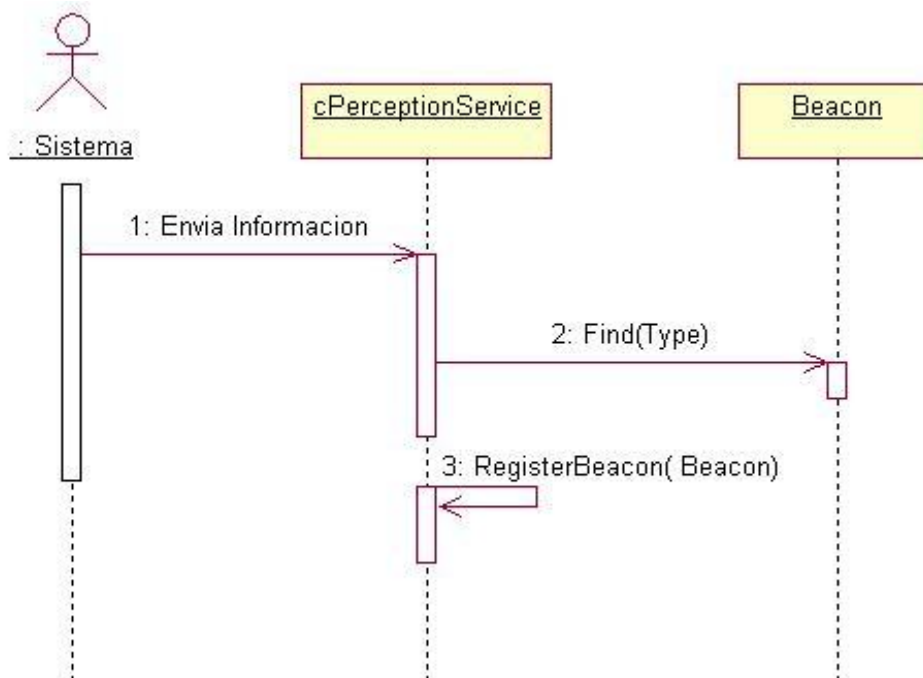 cPerceptionService
Beacon
: Sistema
1: Envia Informacion
2: Find(Type)
3: RegisterBeacon( Beacon)